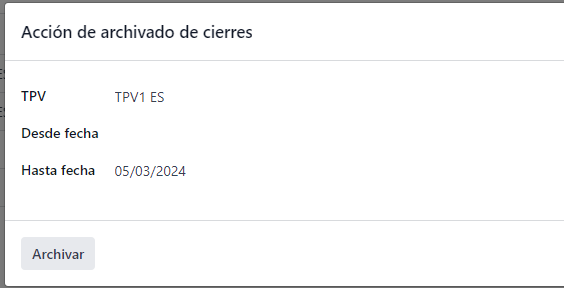 Acción de archivado de cierres
TPV TPV1 ES
Desde fecha
Hasta fecha 05/03/2024
Archivar